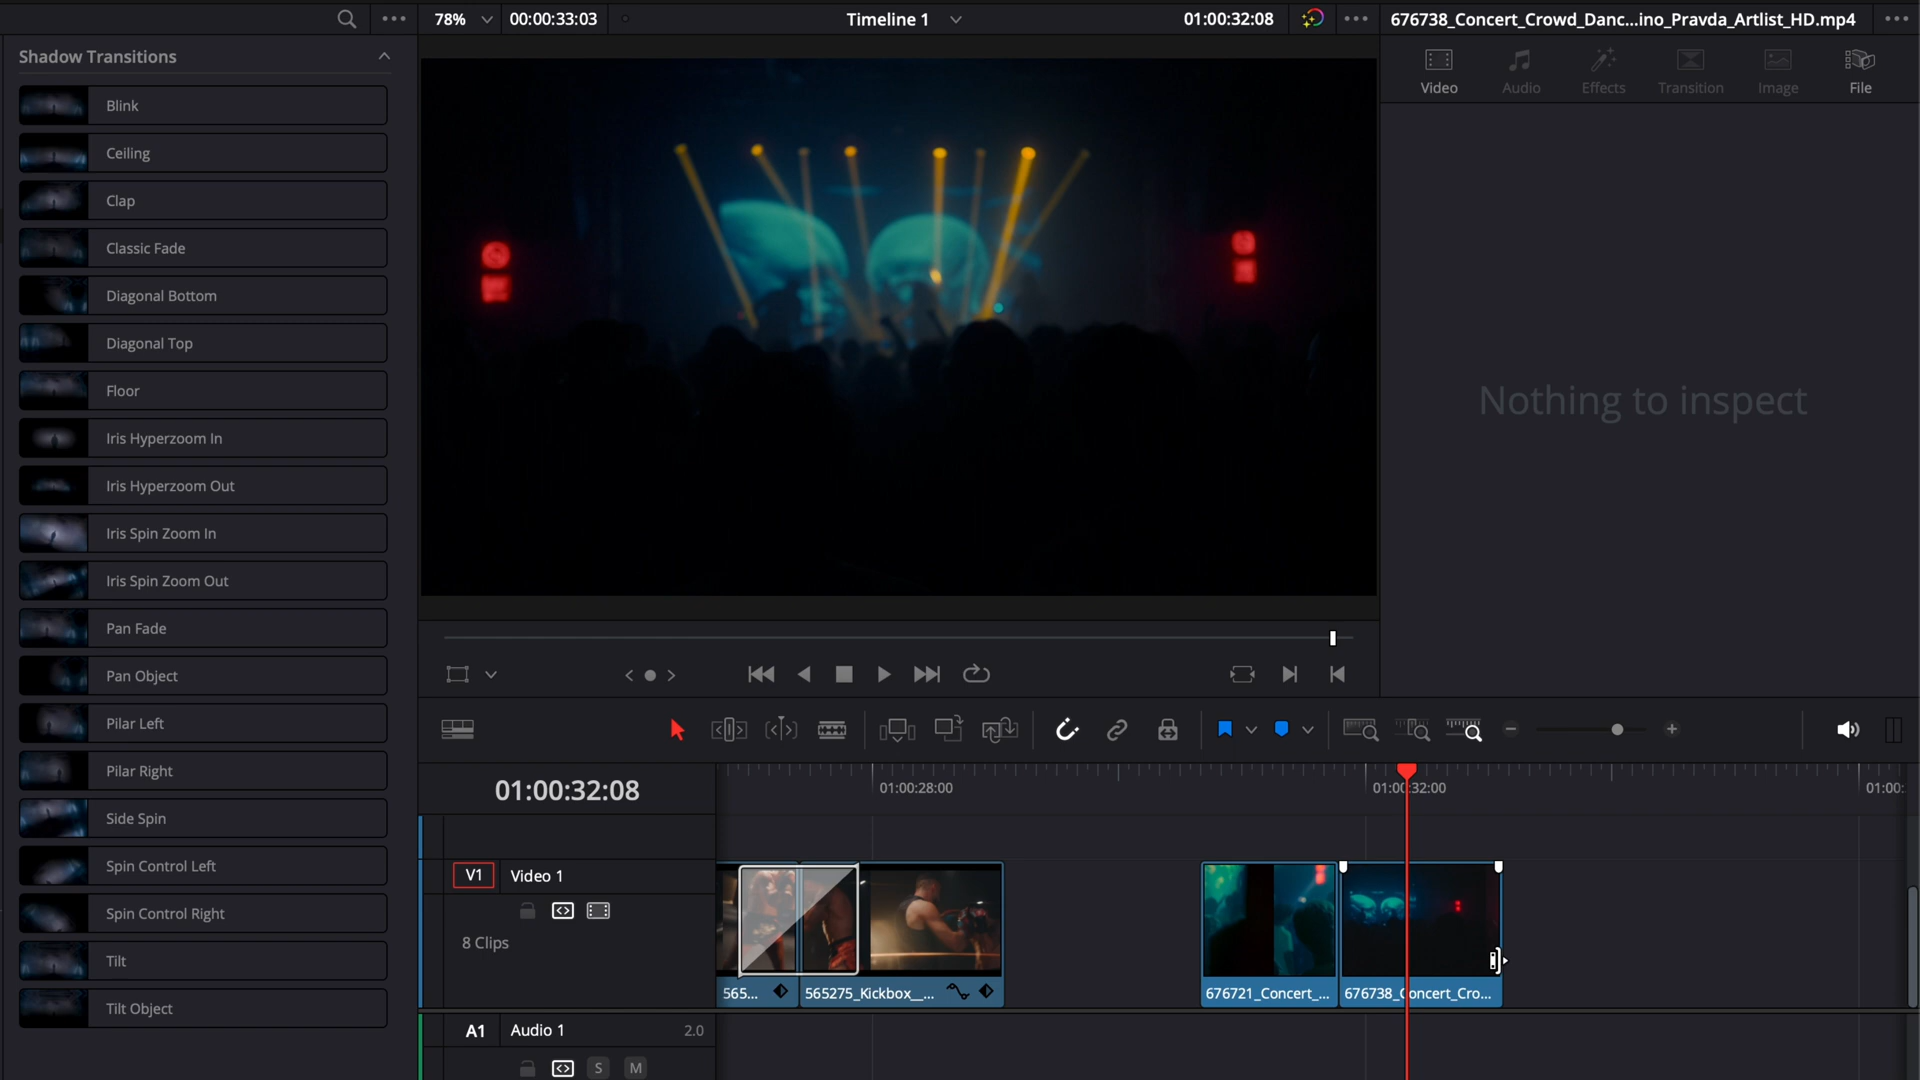 78%
00:00:33:03
Timeline 1
01:00:32:08
676738_Concert_Crowd_Danc...ino_Pravda_Artlist_HD.mp4
Shadow Transitions
Video
Audio
Effects
Transition
Image
File
Blink
Ceiling
Clap
Classic Fade
Diagonal Bottom
Diagonal Top
Floor
Iris Hyperzoom In
Iris Hyperzoom Out
Iris Spin Zoom In
Iris Spin Zoom Out
Pan Fade
Pan Object
Pilar Left
Pilar Right
Side Spin
Spin Control Left
Spin Control Right
Tilt
Tilt Object
Nothing to inspect
01:00:32:08
01:00:28:00
01:00:32:00
01:00:
V1
Video 1
8 Clips
565...
565275_Kickbox__...
676721_Concert_...
676738_Concert_Cro...
A1
Audio 1
2.0
S
M